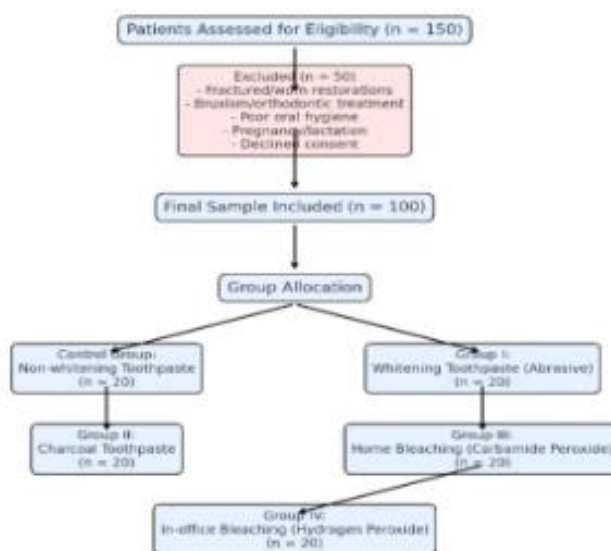 Patients Assessed for Eligibility (n = 150)
Excluded (n = 50)
- Fractured/worn restorations
- Bruxism/orthodontic treatment
- Poor oral hygiene
- Pregnancy/lactation
- Declined consent
Final Sample Included (n = 100)
Group Allocation
Control Group:
Non-whitening Toothpaste
(n = 20)
Group I:
Whitening Toothpaste (Abrasive)
(n = 20)
Group II:
Charcoal Toothpaste
(n = 20)
Group III:
Home Bleaching (Carbamide Peroxide)
(n = 20)
Group IV:
In-office Bleaching (Hydrogen Peroxide)
(n = 20)